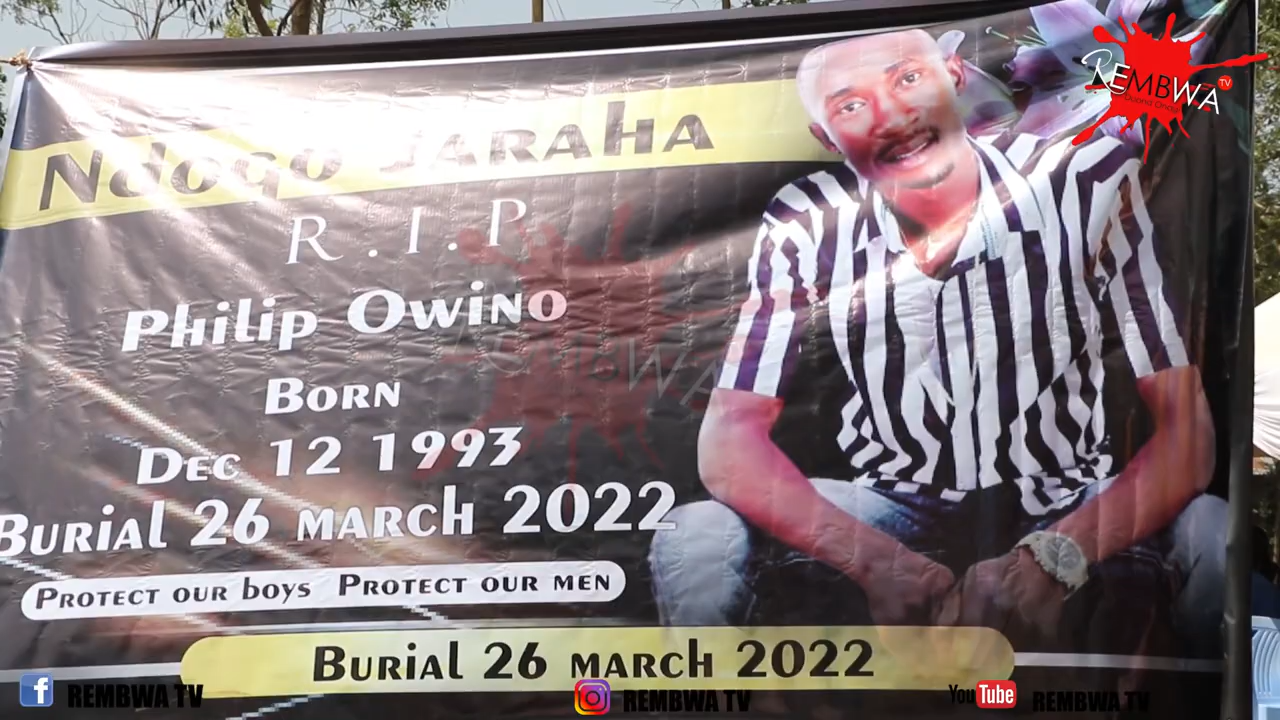 REMBWA TV
Ndogo JARAHA
R.I.P
Philip Owino
Born
Dec 12 1993
Burial 26 march 2022
Protect our boys Protect our men
Burial 26 march 2022
REMBWA TV
REMBWA TV
YouTube REMBWA TV